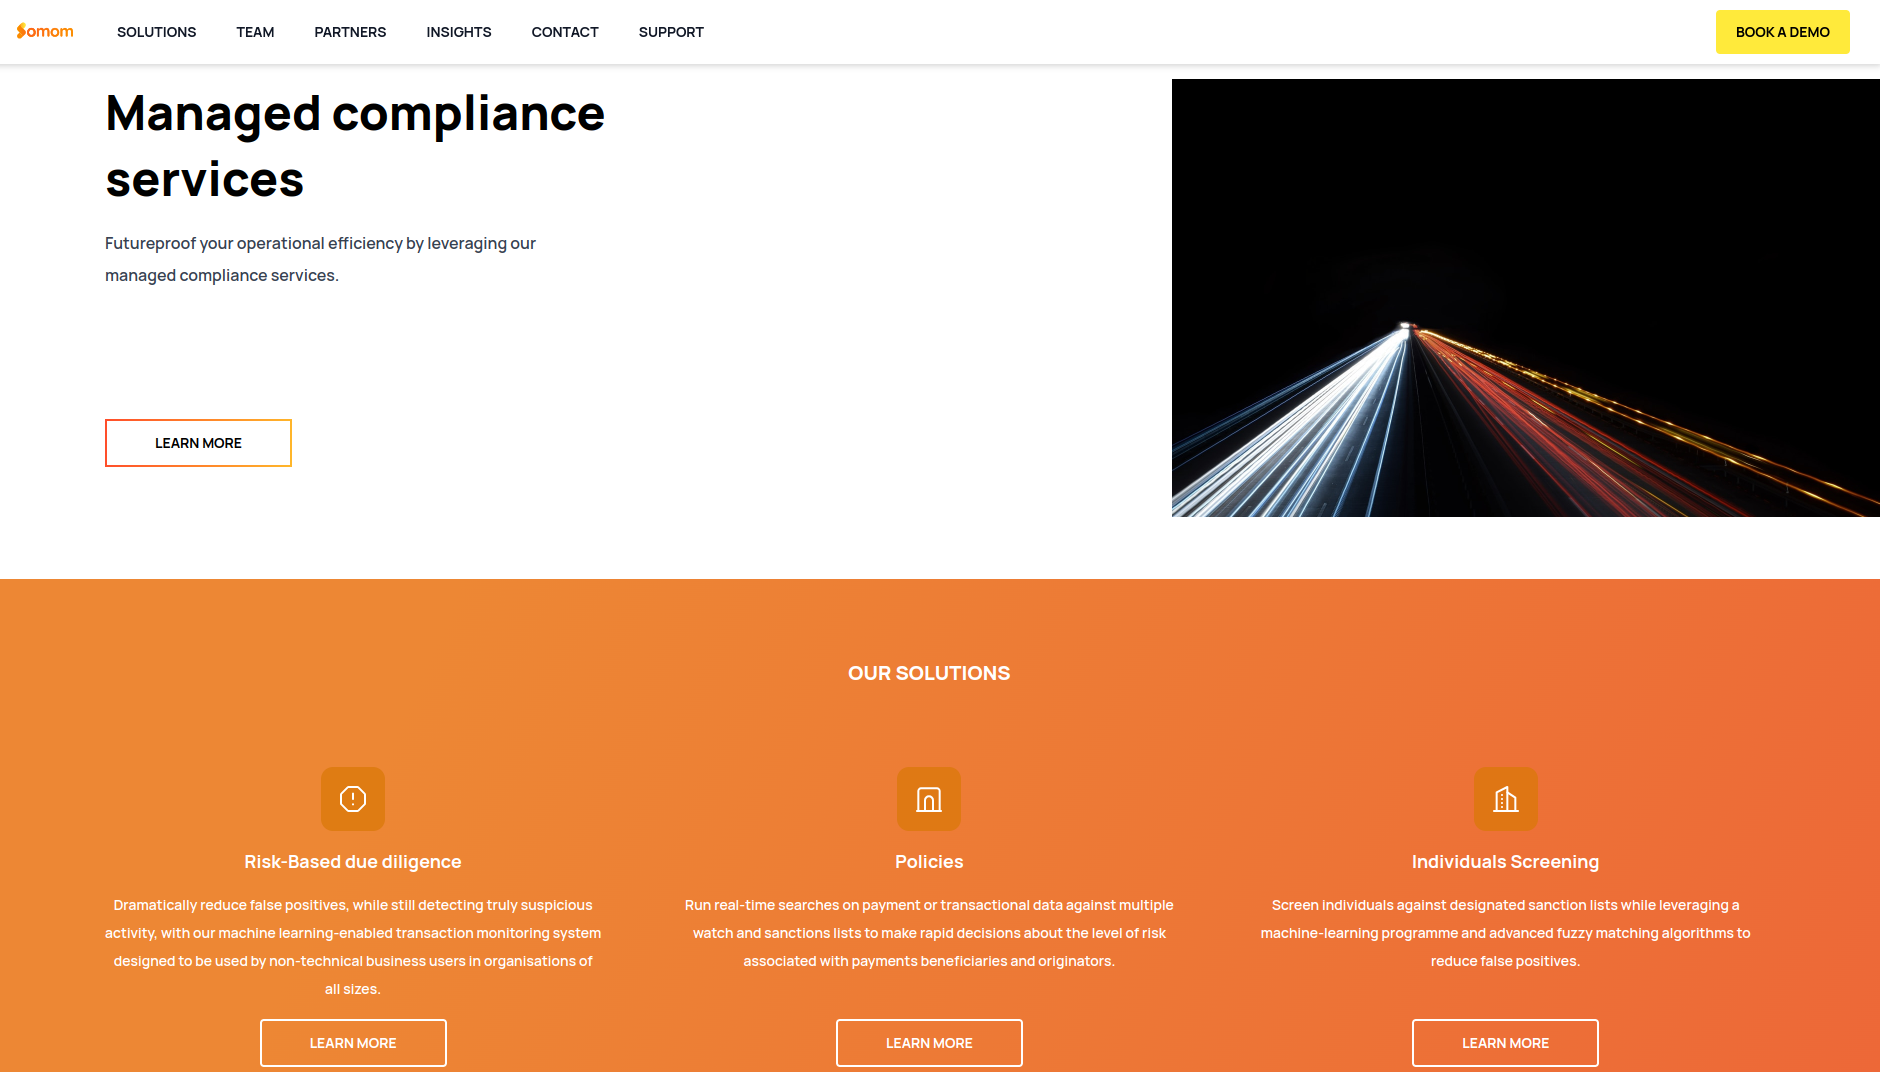 Somom
SOLUTIONS
TEAM
PARTNERS
INSIGHTS
CONTACT
SUPPORT
BOOK A DEMO
Managed compliance
services
Futureproof your operational efficiency by leveraging our
managed compliance services.
LEARN MORE
OUR SOLUTIONS
Risk-Based due diligence
Dramatically reduce false positives, while still detecting truly suspicious
activity, with our machine learning-enabled transaction monitoring system
designed to be used by non-technical business users in organisations of
all sizes.
LEARN MORE
Policies
Run real-time searches on payment or transactional data against multiple
watch and sanctions lists to make rapid decisions about the level of risk
associated with payments beneficiaries and originators.
LEARN MORE
Individuals Screening
Screen individuals against designated sanction lists while leveraging a
machine-learning programme and advanced fuzzy matching algorithms to
reduce false positives.
LEARN MORE